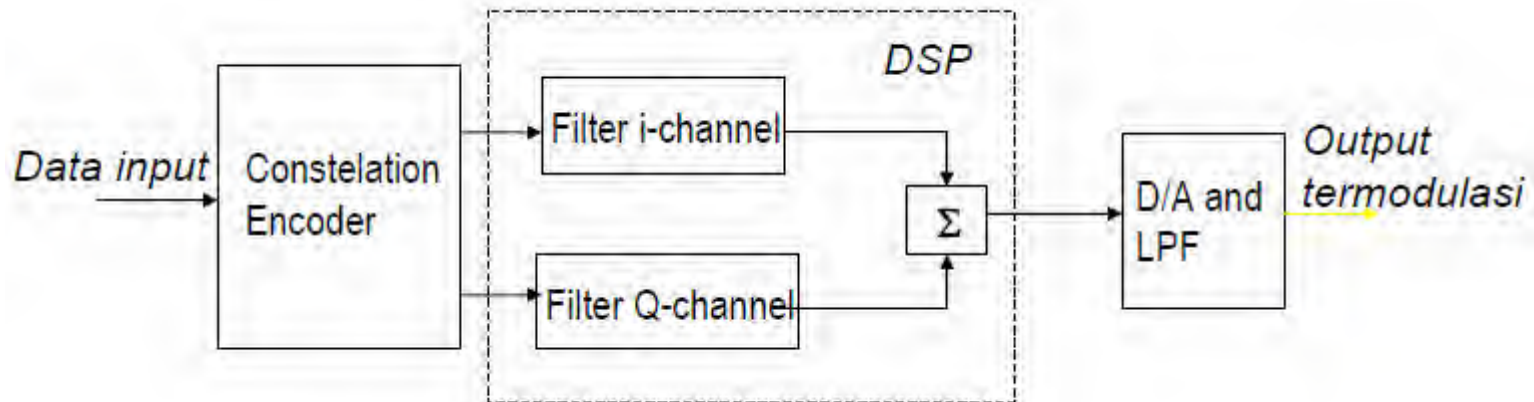 DSP
Data input
Constelation
Encoder
Filter i-channel
Filter Q-channel
Σ
D/A and
LPF
Output
termodulasi